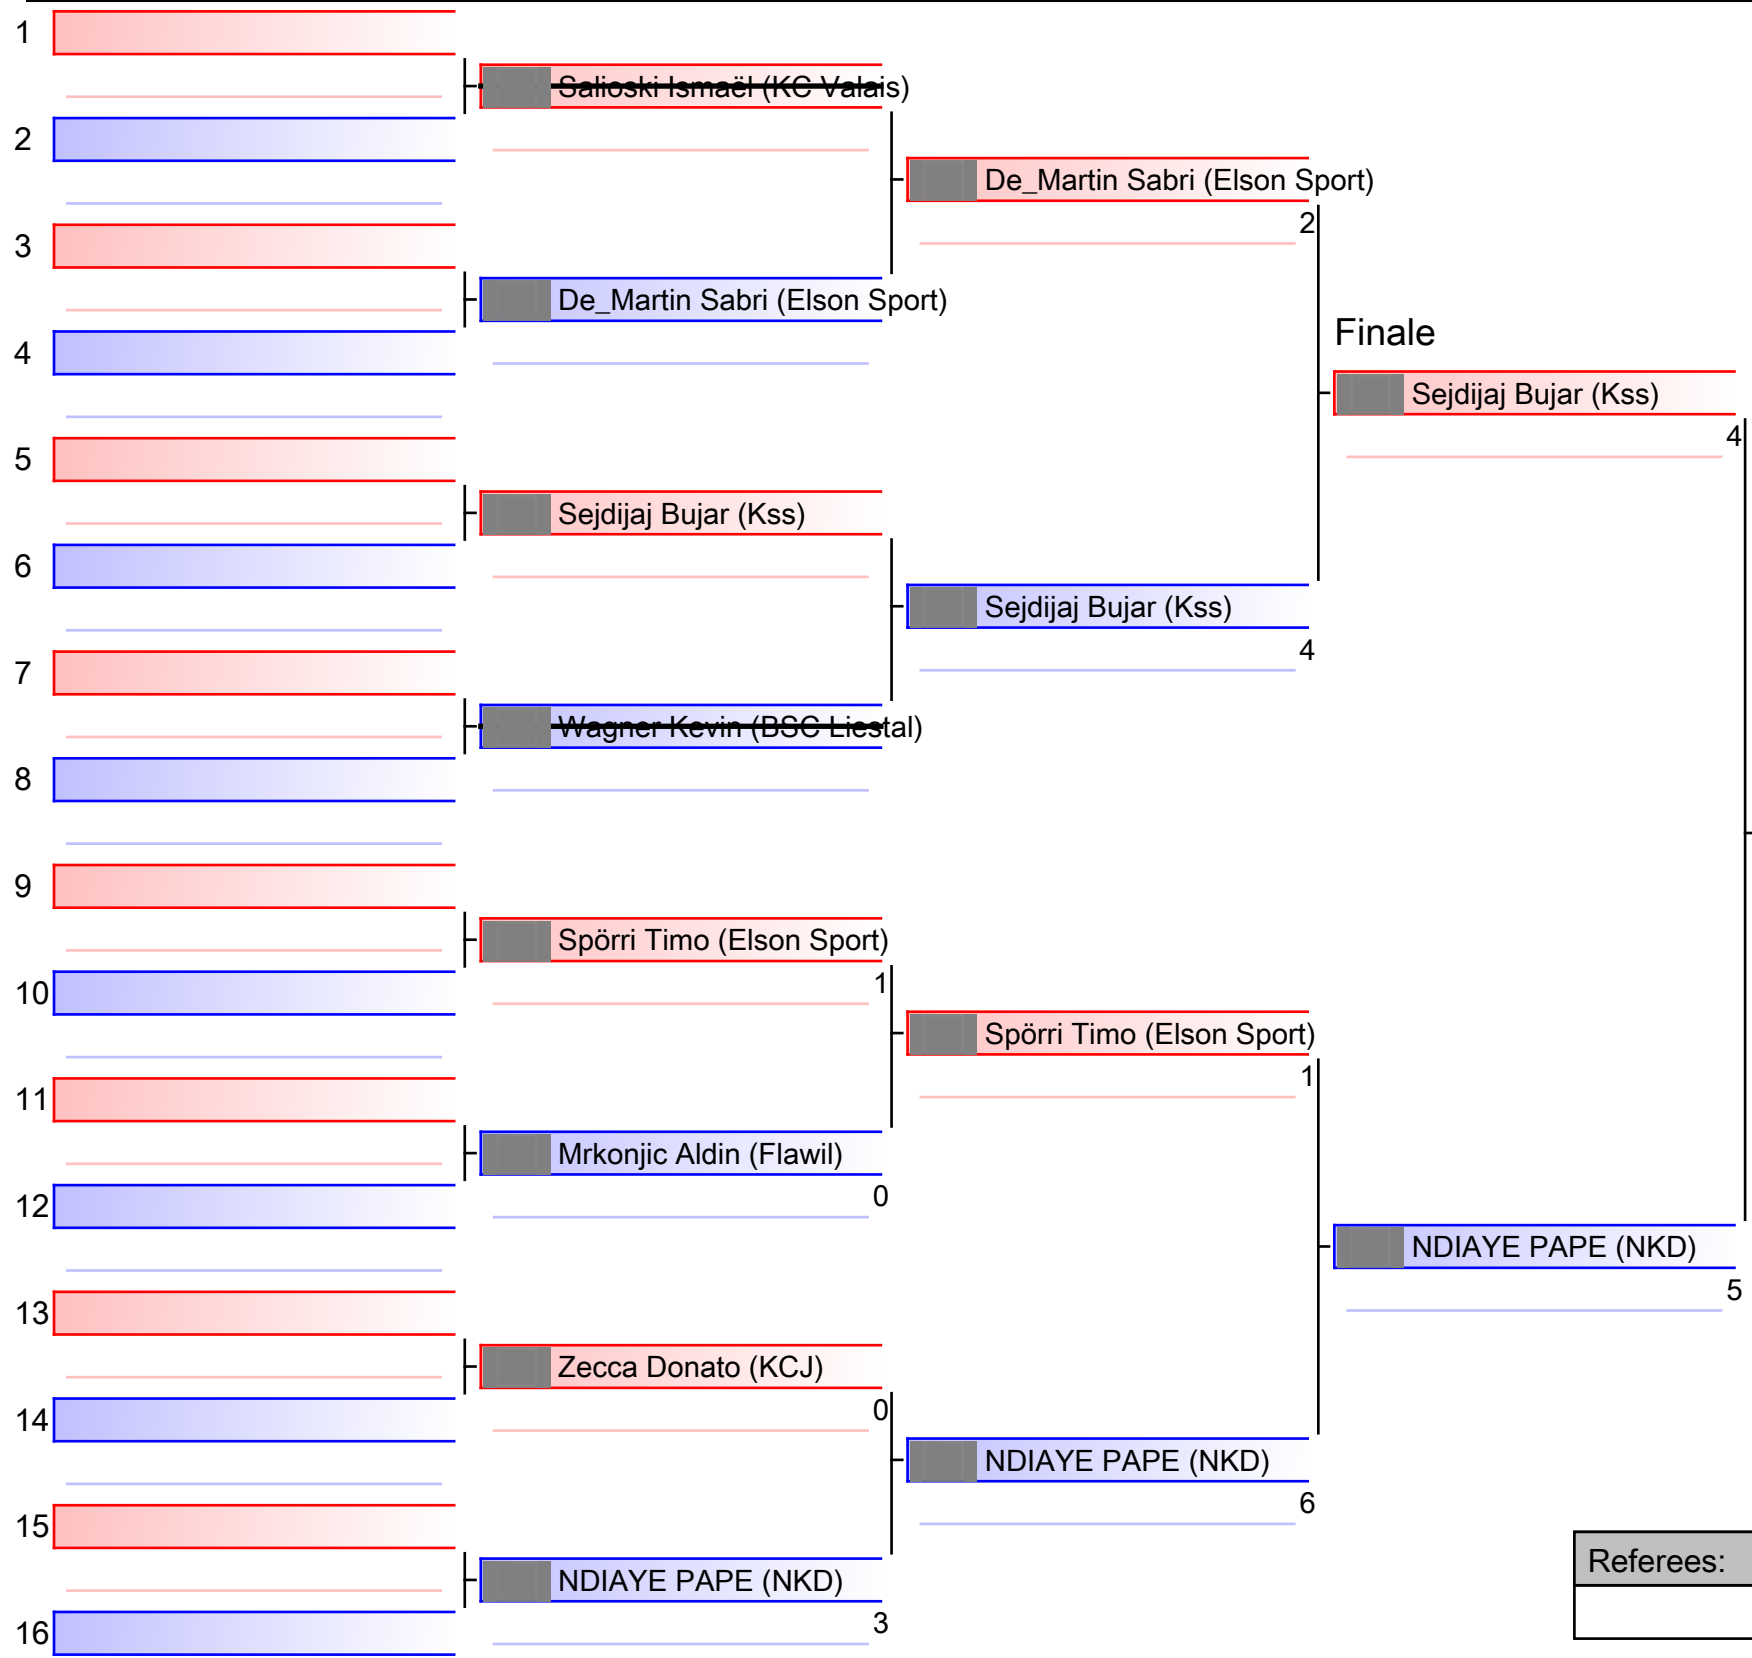 1
Salioski Ismaël (KC Valais)
2
De_Martin Sabri (Elson Sport)
2
3
De_Martin Sabri (Elson Sport)
Finale
4
Sejdijaj Bujar (Kss)
4
5
Sejdijaj Bujar (Kss)
6
Sejdijaj Bujar (Kss)
4
7
Wagner Kevin (BSC Liestal)
8
9
Spörri Timo (Elson Sport)
1
10
Spörri Timo (Elson Sport)
1
11
Mrkonjic Aldin (Flawil)
0
12
NDIAYE PAPE (NKD)
5
13
Zecca Donato (KCJ)
0
14
NDIAYE PAPE (NKD)
6
15
Referees:
NDIAYE PAPE (NKD)
3
16